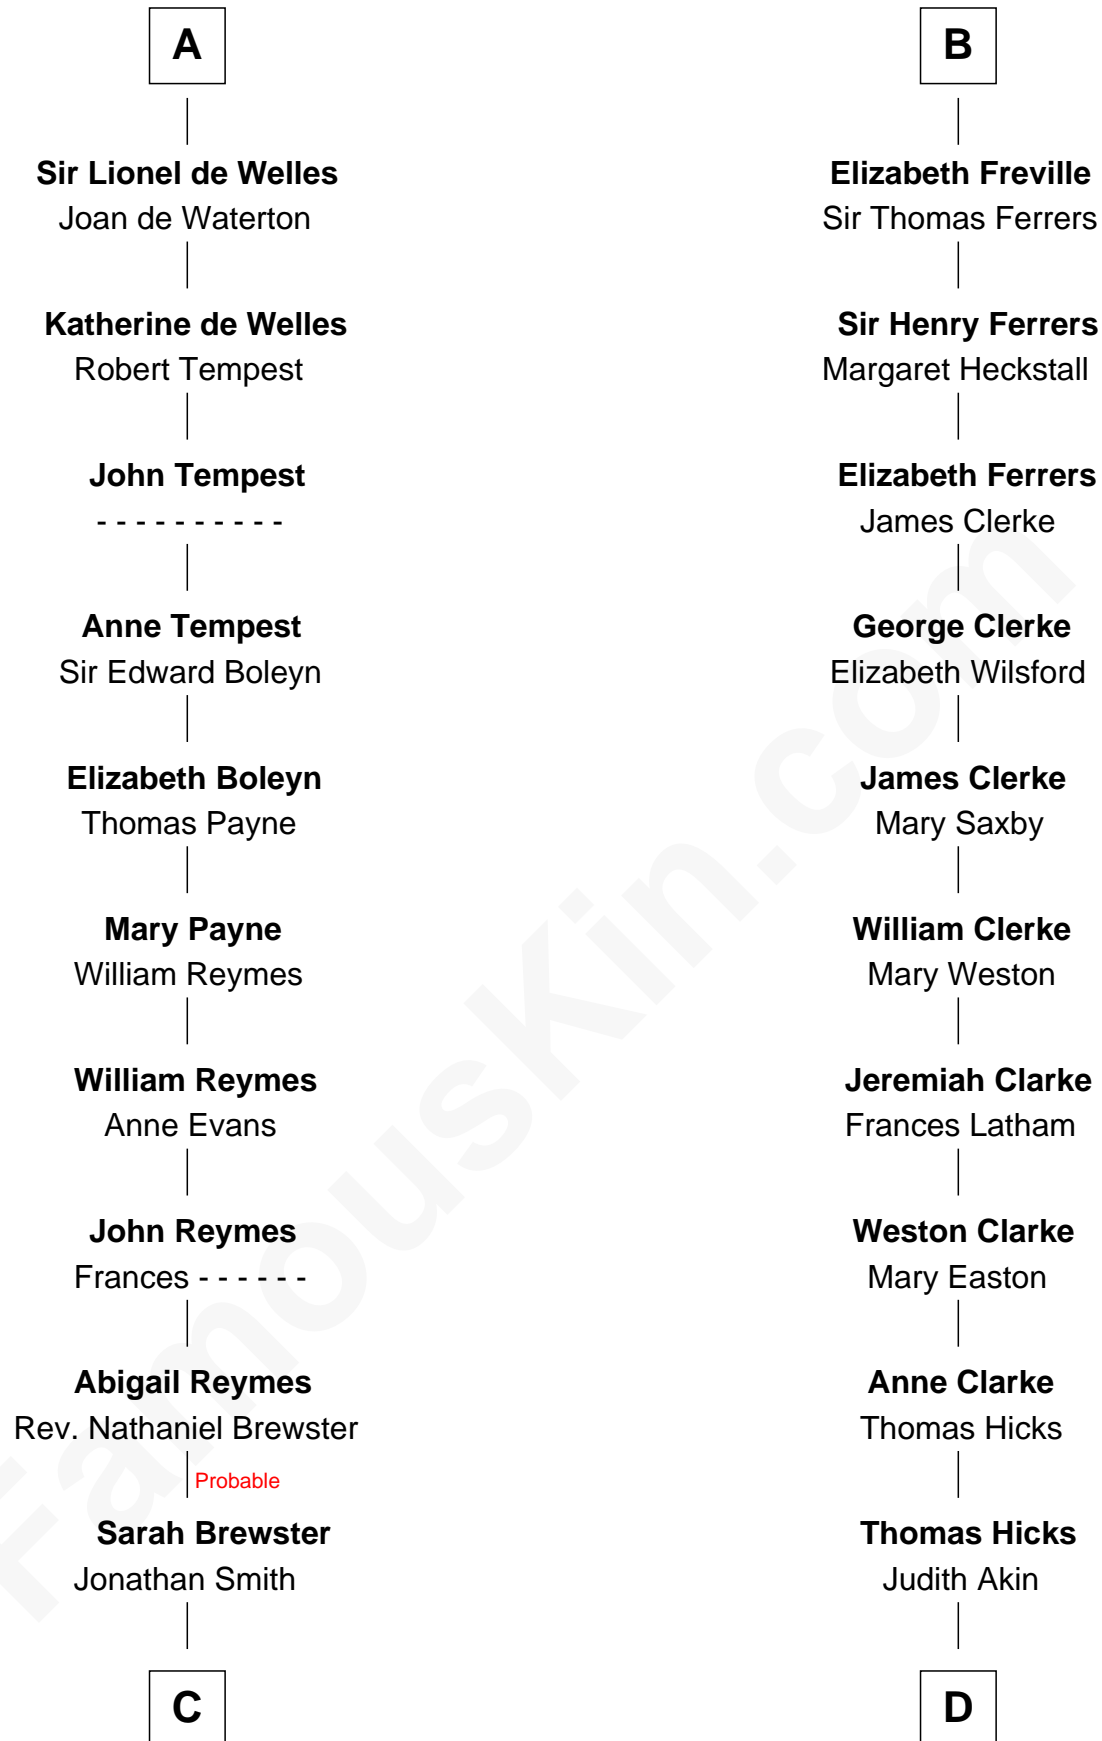 A
Sir Lionel de Welles
Joan de Waterton
Katherine de Welles
Robert Tempest
John Tempest
- - - - - - - - - -
Anne Tempest
Sir Edward Boleyn
Elizabeth Boleyn
Thomas Payne
Mary Payne
William Reymes
William Reymes
Anne Evans
John Reymes
Frances - - - - - -
Abigail Reymes
Rev. Nathaniel Brewster
Probable
Sarah Brewster
Jonathan Smith
C
B
Elizabeth Freville
Sir Thomas Ferrers
Sir Henry Ferrers
Margaret Heckstall
Elizabeth Ferrers
James Clerke
George Clerke
Elizabeth Wilsford
James Clerke
Mary Saxby
William Clerke
Mary Weston
Jeremiah Clarke
Frances Latham
Weston Clarke
Mary Easton
Anne Clarke
Thomas Hicks
Thomas Hicks
Judith Akin
D
FamousKin.com